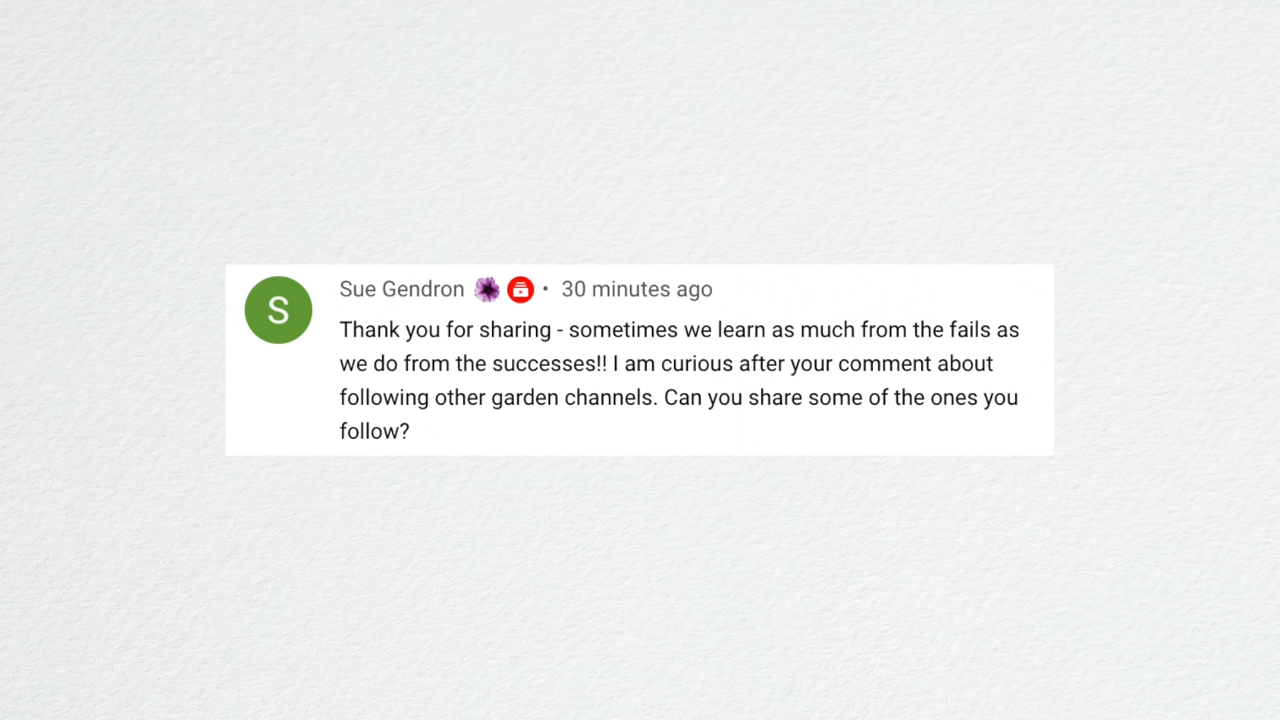 S
Sue Gendron • 30 minutes ago
Thank you for sharing - sometimes we learn as much from the fails as
we do from the successes!! I am curious after your comment about
following other garden channels. Can you share some of the ones you
follow?